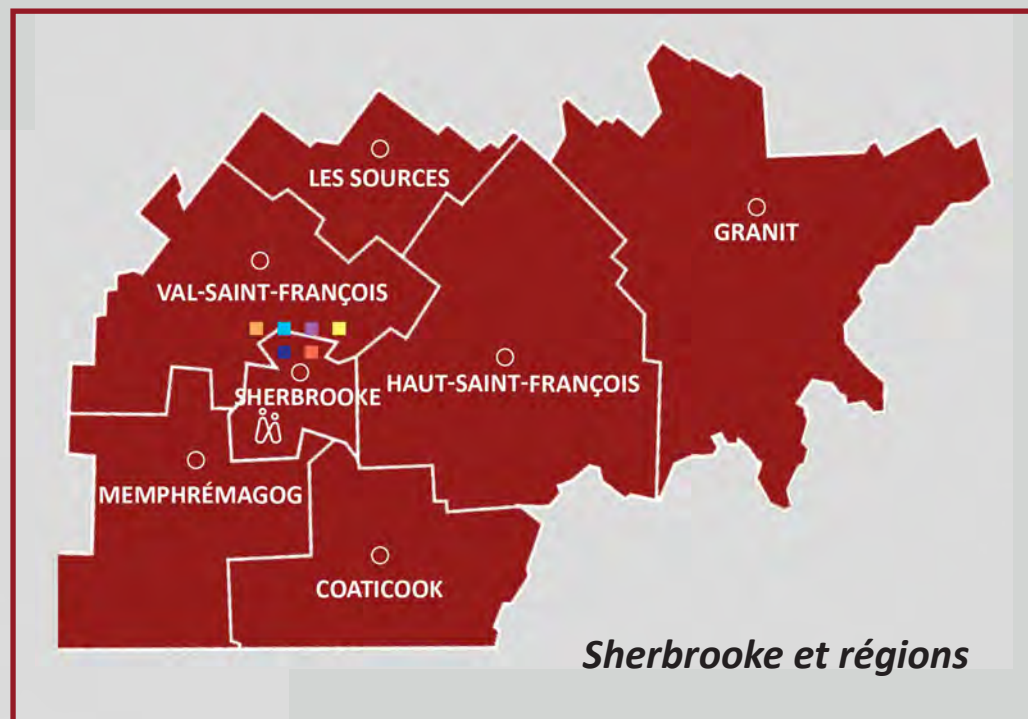 LES SOURCES
GRANIT
VAL-SAINT-FRANÇOIS
HAUT-SAINT-FRANÇOIS
SHERBROOKE
MEMPHRÉMAGOG
COATICOOK
Sherbrooke et régions